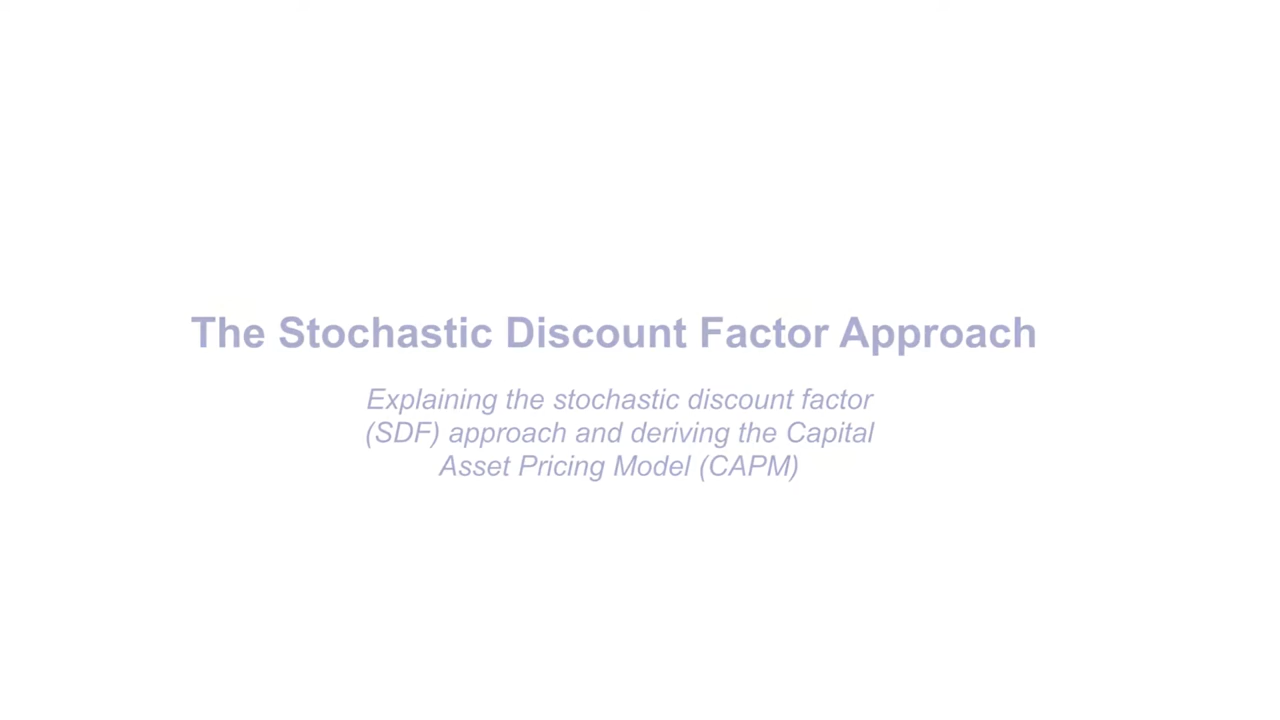 The Stochastic Discount Factor Approach
Explaining the stochastic discount factor
(SDF) approach and deriving the Capital
Asset Pricing Model (CAPM)